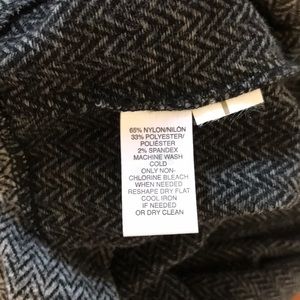 65% NYLON/NILÓN
33% POLYESTER/
POLIÉSTER
2% SPANDEX
MACHINE WASH
COLD
ONLY NON-
CHLORINE BLEACH
WHEN NEEDED
RESHAPE DRY FLAT
COOL IRON
IF NEEDED
OR DRY CLEAN